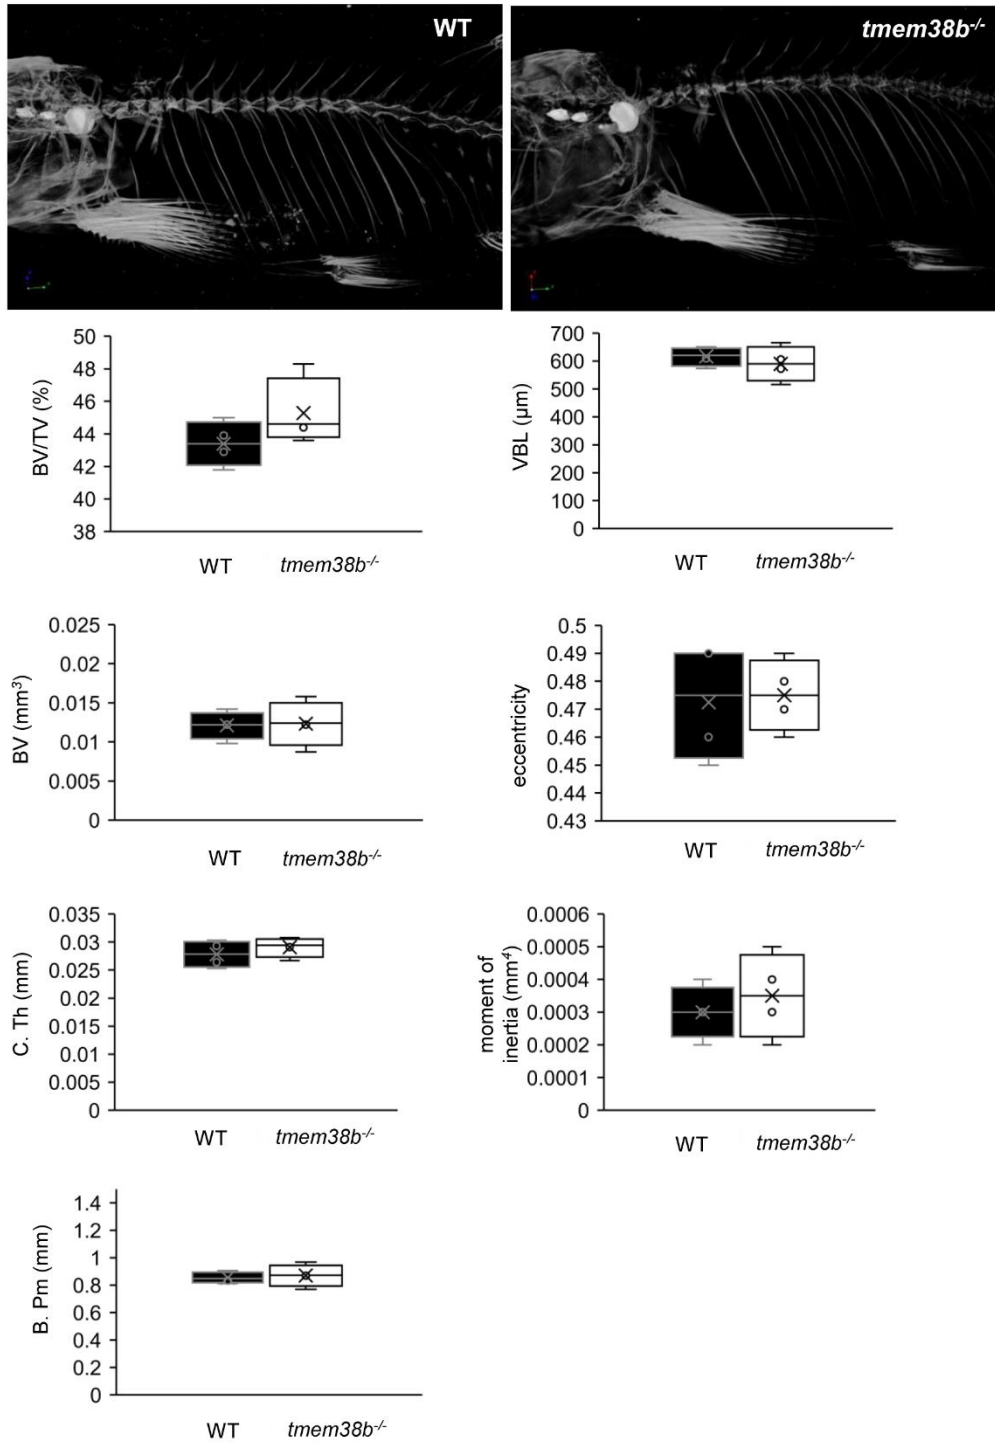 WT
tmem38b-/-
BV/TV (%)
50
48
46
44
42
40
38
WT
tmem38b-/-
VBL (µm)
700
600
500
400
300
200
100
0
WT
tmem38b-/-
BV (mm³)
0.025
0.02
0.015
0.01
0.005
0
WT
tmem38b-/-
eccentricity
0.5
0.49
0.48
0.47
0.46
0.45
0.44
0.43
WT
tmem38b-/-
C. Th (mm)
0.035
0.03
0.025
0.02
0.015
0.01
0.005
0
WT
tmem38b-/-
moment of
inertia (mm⁴)
0.0006
0.0005
0.0004
0.0003
0.0002
0.0001
0
WT
tmem38b-/-
B. Pm (mm)
1.4
1.2
1
0.8
0.6
0.4
0.2
0
WT
tmem38b-/-